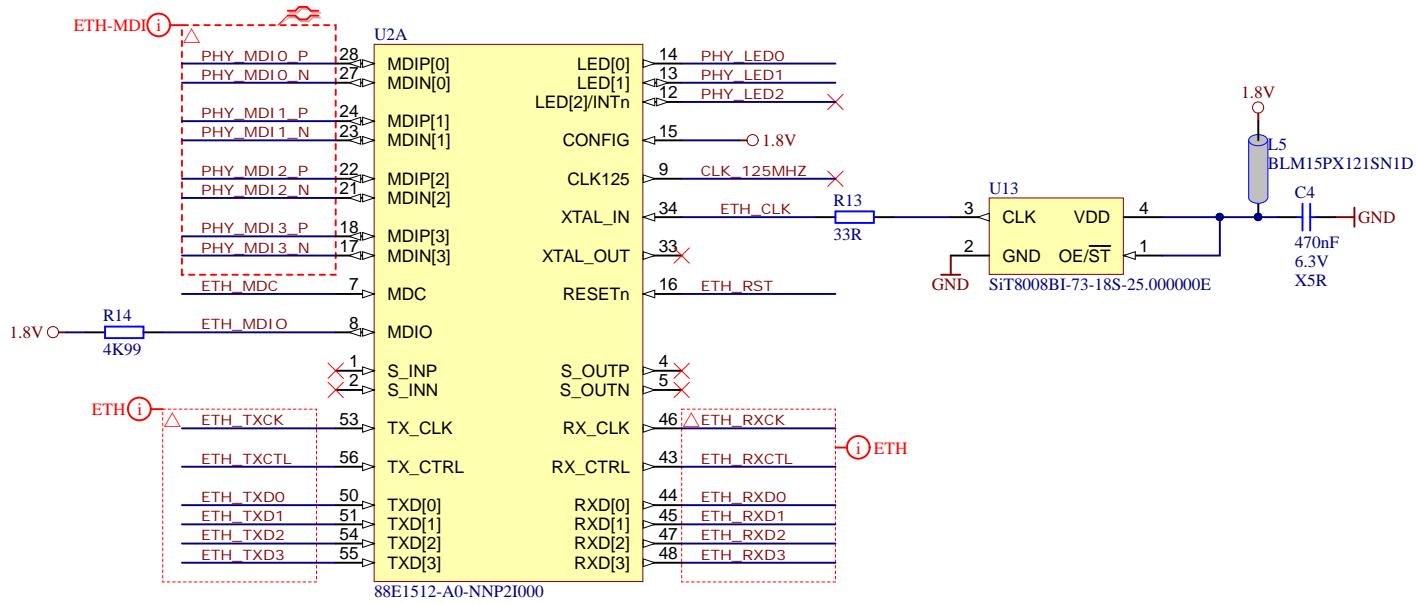 ETH-MDI i
U2A
PHY_MDI0_P 28 MDIP[0] LED[0] 14 PHY_LED0
PHY_MDI0_N 27 MDIN[0] LED[1] 13 PHY_LED1
LED[2]/INTn 12 PHY_LED2
PHY_MDI1_P 24 MDIP[1]
PHY_MDI1_N 23 MDIN[1] CONFIG 15 1.8V
PHY_MDI2_P 22 MDIP[2] CLK125 9 CLK_125MHZ
PHY_MDI2_N 21 MDIN[2]
XTAL_IN 34 ETH_CLK R13
33R
PHY_MDI3_P 18 MDIP[3]
PHY_MDI3_N 17 MDIN[3] XTAL_OUT 33
ETH_MDC 7 MDC RESETn 16 ETH_RST
1.8V R14 ETH_MDIO 8 MDIO
4K99
1 S_INP S_OUTP 4
2 S_INN S_OUTN 5
ETH i
ETH_TXCK 53 TX_CLK RX_CLK 46 ETH_RXCK
i ETH
ETH_TXCTL 56 TX_CTRL RX_CTRL 43 ETH_RXCTL
ETH_TXD0 50 TXD[0] RXD[0] 44 ETH_RXD0
ETH_TXD1 51 TXD[1] RXD[1] 45 ETH_RXD1
ETH_TXD2 54 TXD[2] RXD[2] 47 ETH_RXD2
ETH_TXD3 55 TXD[3] RXD[3] 48 ETH_RXD3
88E1512-A0-NNP2I000
1.8V
L5
BLM15PX121SN1D
U13
C4
3 CLK VDD 4
GND
2 GND OE/ST 1
470nF
6.3V
X5R
GND
SiT8008BI-73-18S-25.000000E